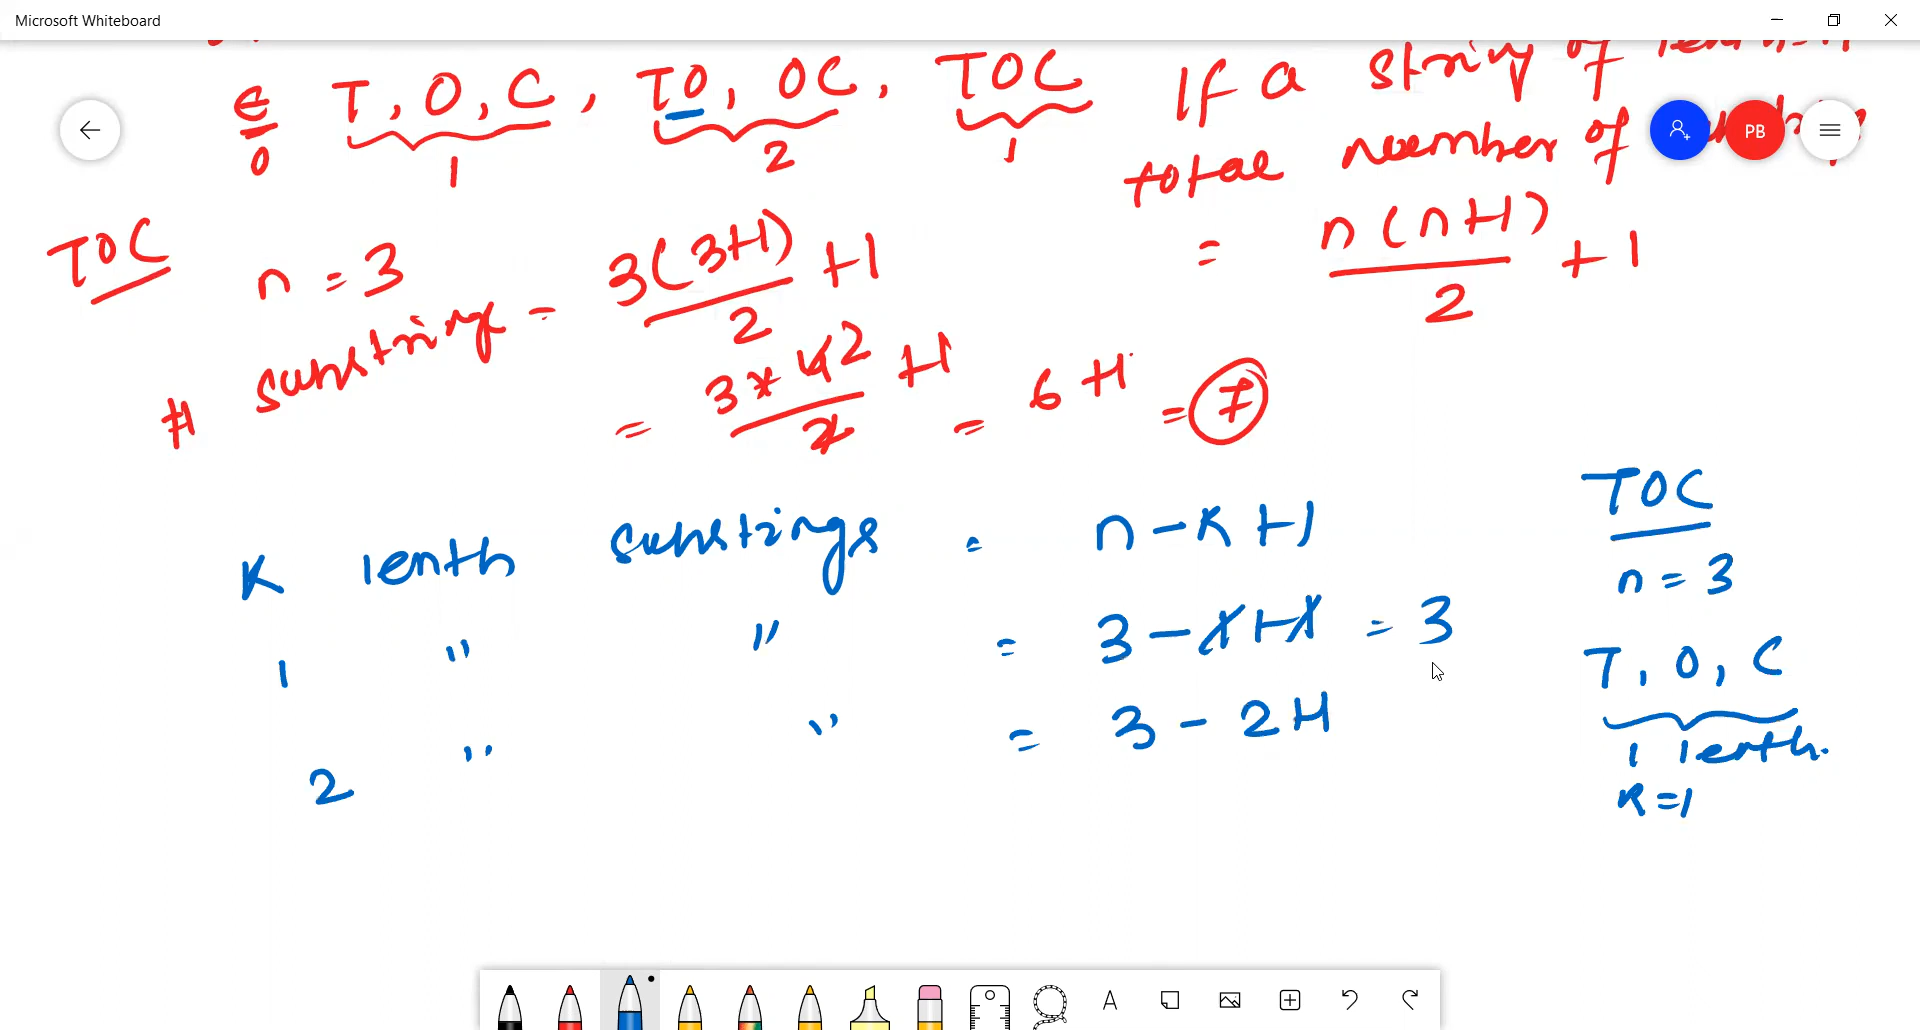 Microsoft Whiteboard
ϵ T, O, C, TO, OC, TOC
0 1 2 1
If a string of
total number of
= n(n+1)/2 + 1
TOC n = 3
# substring = 3(3+1)/2 + 1
= 3*4 2/2 + 1 = 6+1 = 7
K lenth substrings = n-K+1
1 " " = 3-1+1 = 3
2 " " = 3-2+1
TOC
n = 3
T, O, C
1 lenth.
K=1
PB
A